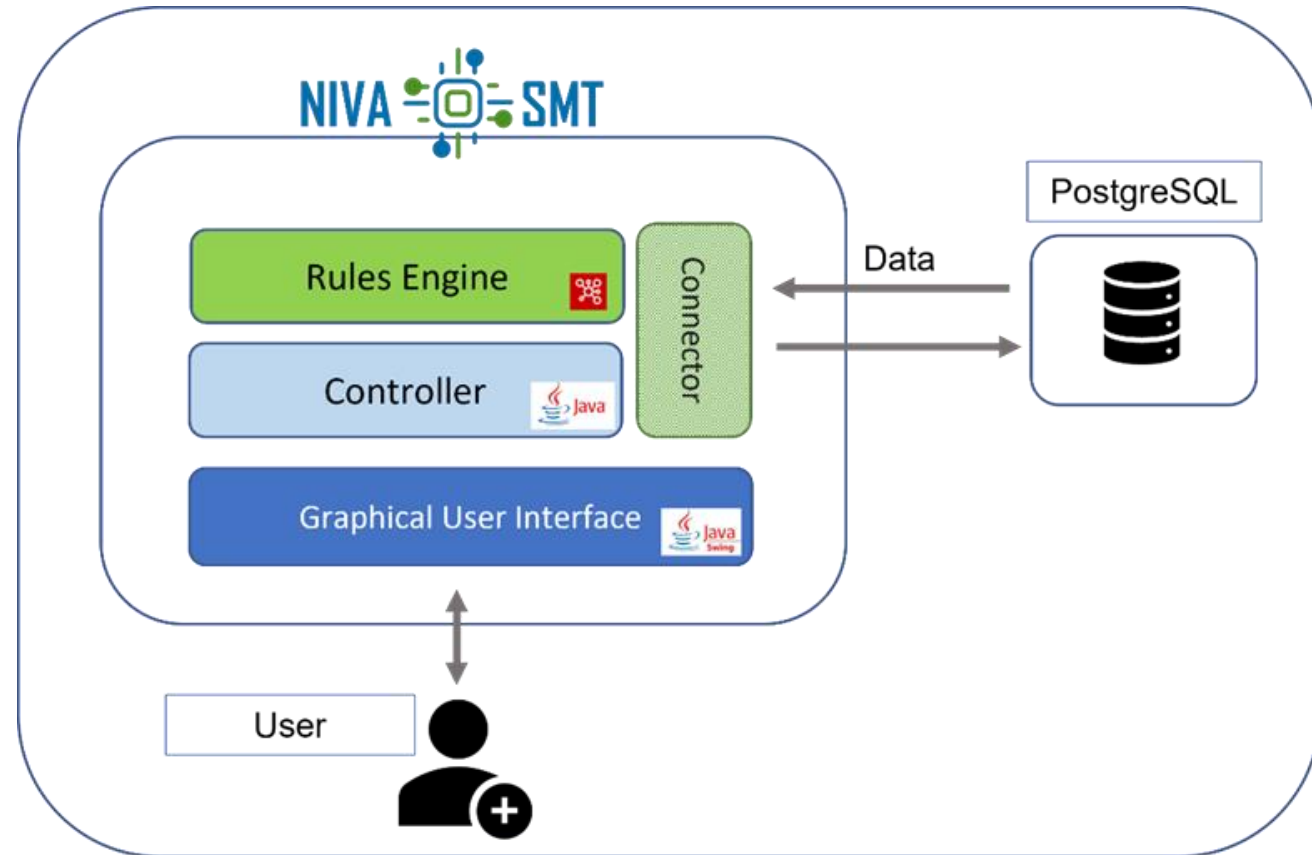 NIVA SMT
PostgreSQL
Rules Engine
Connector
Data
Controller
Java
Graphical User Interface
Java
Swing
User